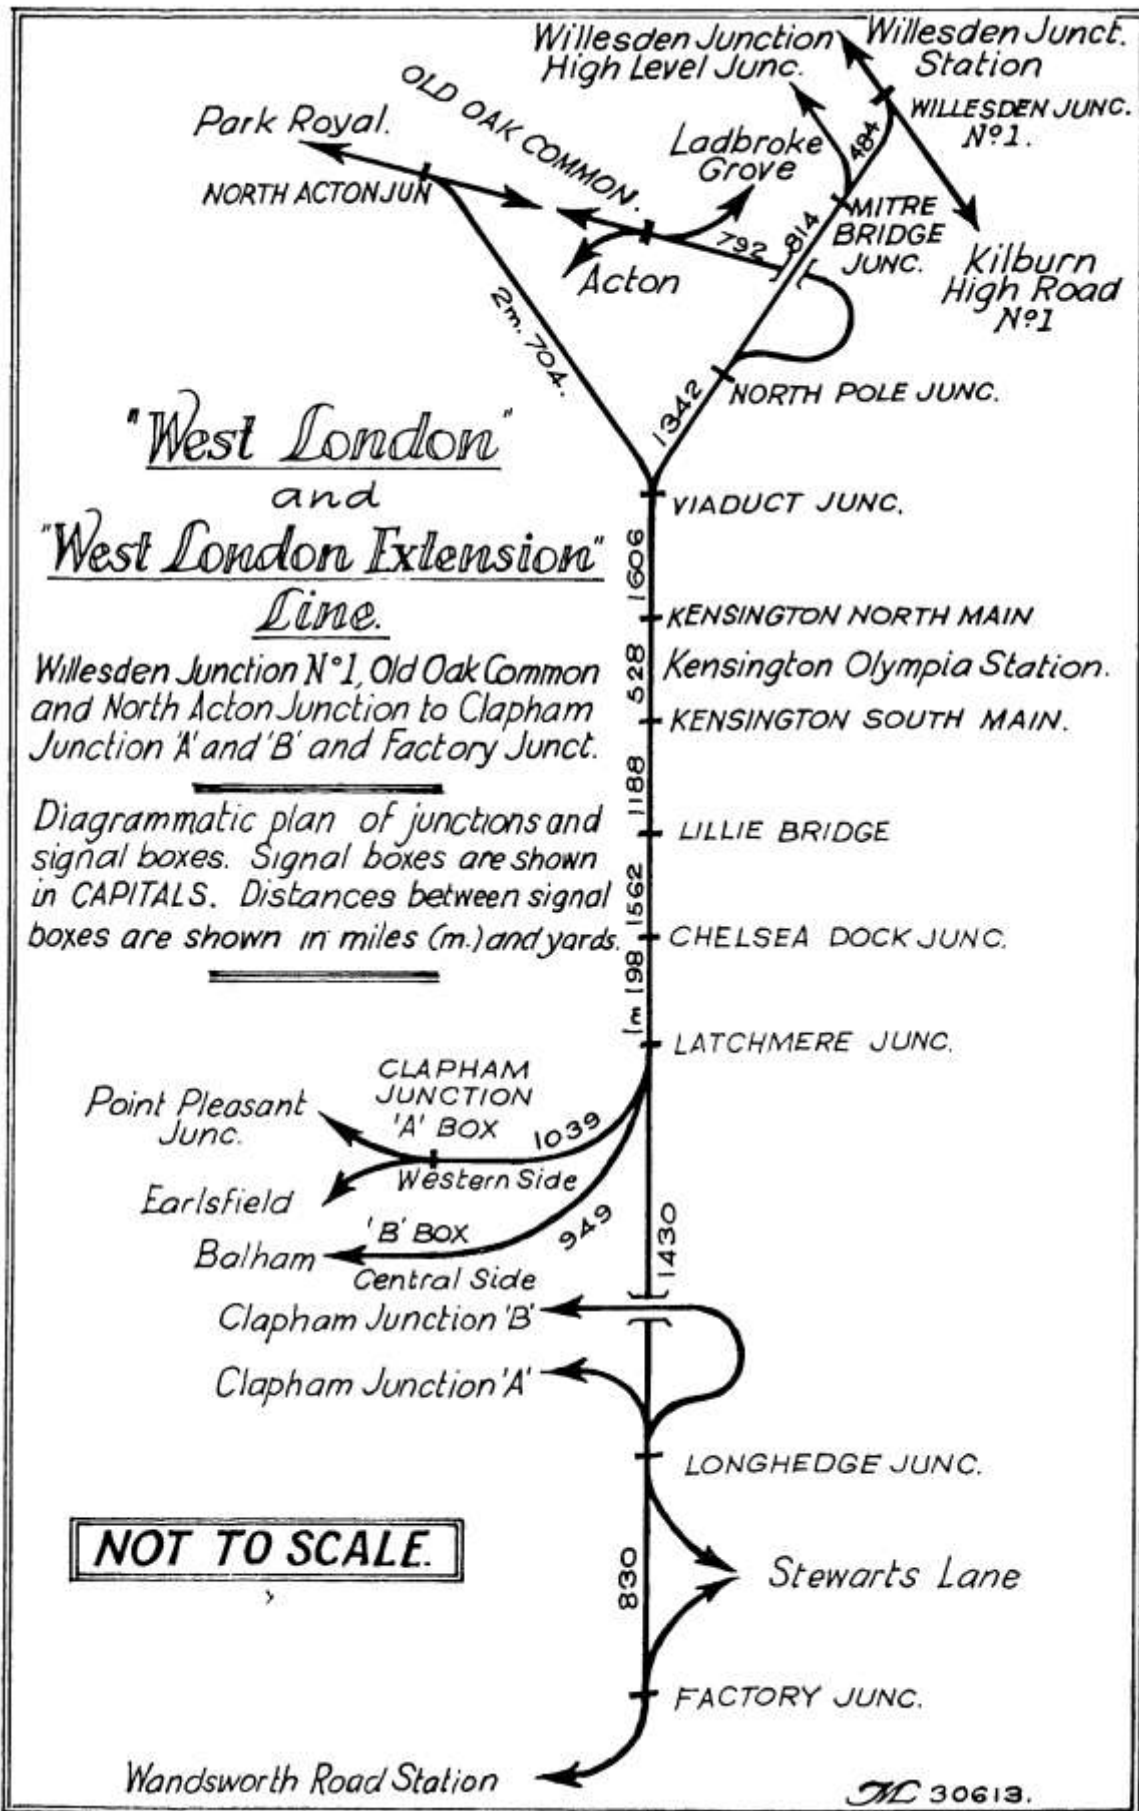 Willesden Junction
High Level Junc.
Willesden Junct.
Station
WILLESDEN JUNC.
Nº1.
OLD OAK COMMON.
Park Royal.
NORTH ACTON JUN
Ladbroke
Grove
484
MITRE
BRIDGE
JUNC.
814
792
Acton
Kilburn
High Road
Nº1
2m. 704.
NORTH POLE JUNC.
1342
"West London"
and
"West London Extension"
Line.
VIADUCT JUNC.
1606
KENSINGTON NORTH MAIN
528
Kensington Olympia Station.
KENSINGTON SOUTH MAIN.
Willesden Junction Nº1, Old Oak Common
and North Acton Junction to Clapham
Junction 'A' and 'B' and Factory Junct.
1188
LILLIE BRIDGE
Diagrammatic plan of junctions and
signal boxes. Signal boxes are shown
in CAPITALS. Distances between signal
boxes are shown in miles (m.) and yards.
1562
CHELSEA DOCK JUNC.
1m 198
LATCHMERE JUNC.
CLAPHAM
JUNCTION
'A' BOX
Point Pleasant
Junc.
1039
Western Side
Earlsfield
'B' BOX
949
Balham
Central Side
1430
Clapham Junction 'B'
Clapham Junction 'A'
LONGHEDGE JUNC.
NOT TO SCALE.
830
Stewarts Lane
FACTORY JUNC.
Wandsworth Road Station
30613.